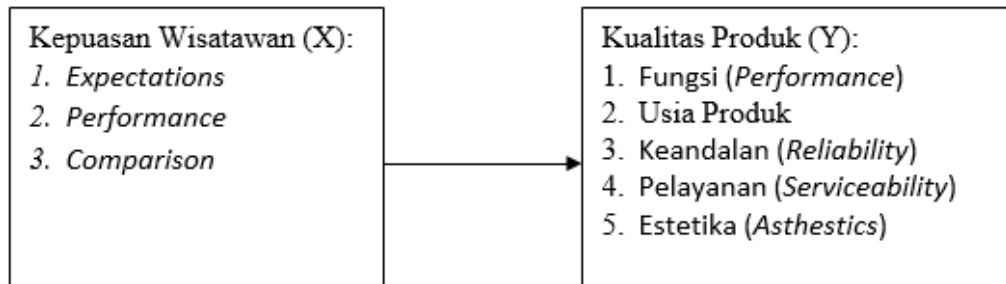 Kepuasan Wisatawan (X):
1. Expectations
2. Performance
3. Comparison
Kualitas Produk (Y):
1. Fungsi (Performance)
2. Usia Produk
3. Keandalan (Reliability)
4. Pelayanan (Serviceability)
5. Estetika (Asthestics)